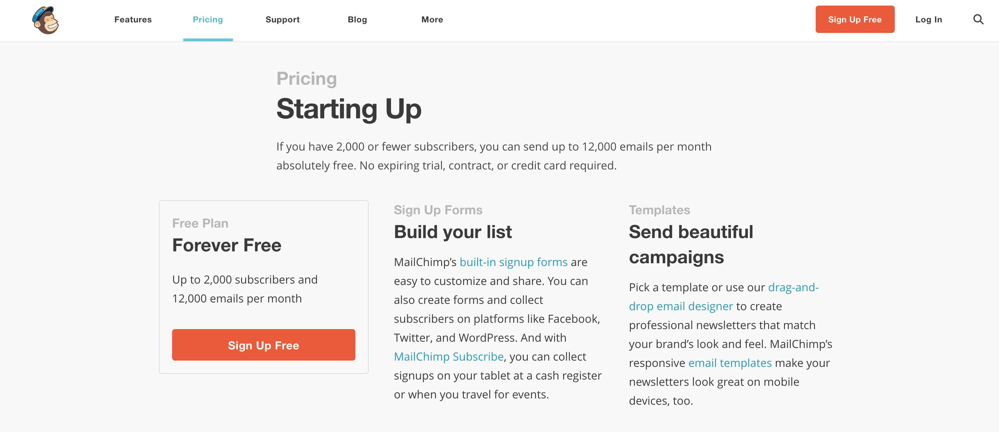 Features
Pricing
Support
Blog
More
Sign Up Free
Log In
Pricing
Starting Up
If you have 2,000 or fewer subscribers, you can send up to 12,000 emails per month
absolutely free. No expiring trial, contract, or credit card required.
Free Plan
Forever Free
Up to 2,000 subscribers and
12,000 emails per month
Sign Up Free
Sign Up Forms
Build your list
MailChimp’s built-in signup forms are
easy to customize and share. You can
also create forms and collect
subscribers on platforms like Facebook,
Twitter, and WordPress. And with
MailChimp Subscribe, you can collect
signups on your tablet at a cash register
or when you travel for events.
Templates
Send beautiful
campaigns
Pick a template or use our drag-and-
drop email designer to create
professional newsletters that match
your brand’s look and feel. MailChimp’s
responsive email templates make your
newsletters look great on mobile
devices, too.